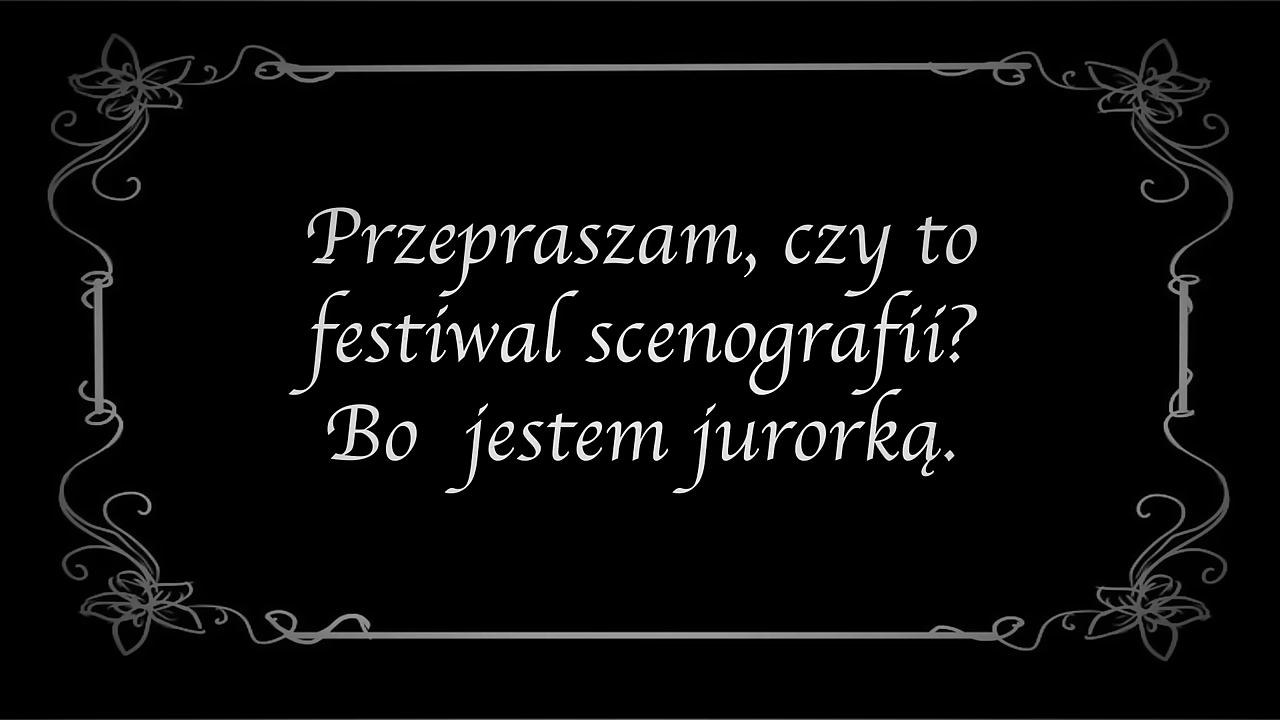 Przepraszam, czy to
festiwal scenografii?
Bo jestem jurorką.